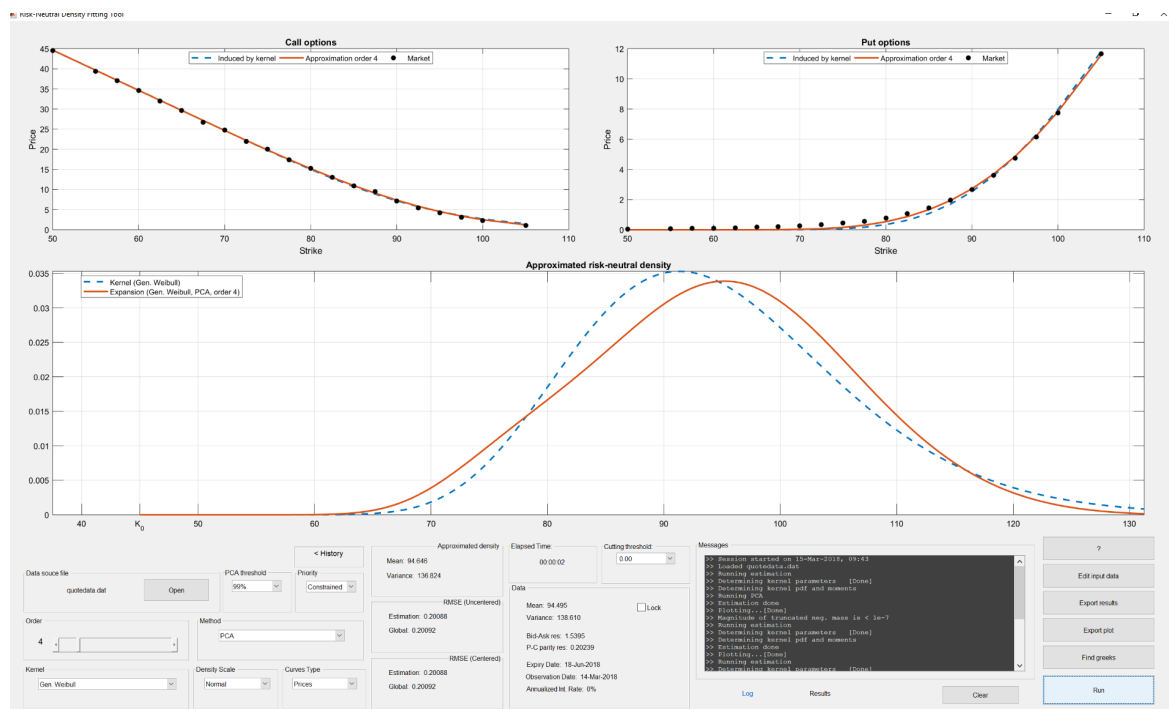 Risk-Neutral Density Fitting Tool
Call options
Induced by kernel Approximation order 4 Market
45
40
35
30
25
20
15
10
5
0
Price
50 60 70 80 90 100 110
Strike
Put options
Induced by kernel Approximation order 4 Market
12
10
8
6
4
2
0
Price
50 60 70 80 90 100 110
Strike
Approximated risk-neutral density
Kernel (Gen. Weibull)
Expansion (Gen. Weibull, PCA, order 4)
0.035
0.03
0.025
0.02
0.015
0.01
0.005
0
40 K0 50 60 70 80 90 100 110 120 130
< History
Data souce file
quotedata.dat
Open
PCA threshold
99%
Priority
Constrained
Order
4
Method
PCA
Kernel
Gen. Weibull
Density Scale
Normal
Curves Type
Prices
Approximated density
Mean: 94.646
Variance: 136.824
RMSE (Uncentered)
Estimation: 0.20088
Global: 0.20092
RMSE (Centered)
Estimation: 0.20088
Global: 0.20092
Elapsed Time:
00:00:02
Cutting threshold:
0.00
Data
Mean: 94.495
Variance: 138.610
Lock
Bid-Ask res: 1.5395
P-C parity res: 0.20239
Expiry Date: 18-Jun-2018
Observation Date: 14-Mar-2018
Annualized Int. Rate: 0%
Messages
>> Session started on 15-Mar-2018, 09:43
>> Loaded quotedata.dat
>> Running estimation
>> Determining kernel parameters [Done]
>> Determining kernel pdf and moments
>> Running PCA
>> Estimation done
>> Plotting...[Done]
>> Magnitude of truncated neg. mass is < 1e-7
>> Running estimation
>> Determining kernel parameters [Done]
>> Determining kernel pdf and moments
>> Estimation done
>> Plotting...[Done]
>> Running estimation
>> Determining kernel parameters [Done]
Log
Results
Clear
?
Edit input data
Export results
Export plot
Find greeks
Run